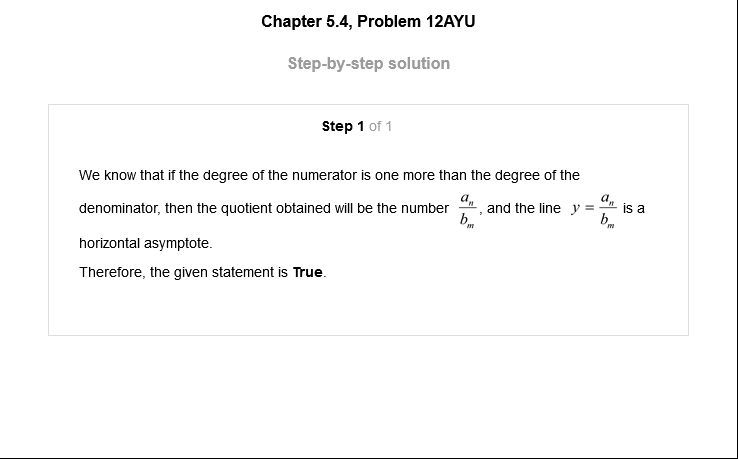 Chapter 5.4, Problem 12AYU
Step-by-step solution
Step 1 of 1
We know that if the degree of the numerator is one more than the degree of the
denominator, then the quotient obtained will be the number a_n/b_m, and the line y = a_n/b_m is a
horizontal asymptote.
Therefore, the given statement is True.